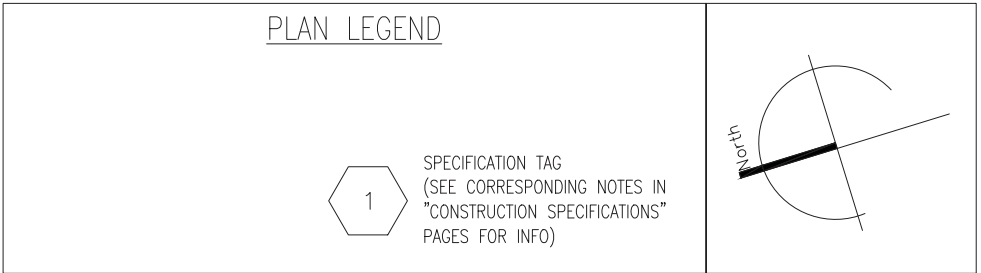 PLAN LEGEND
1
SPECIFICATION TAG
(SEE CORRESPONDING NOTES IN
"CONSTRUCTION SPECIFICATIONS"
PAGES FOR INFO)
North